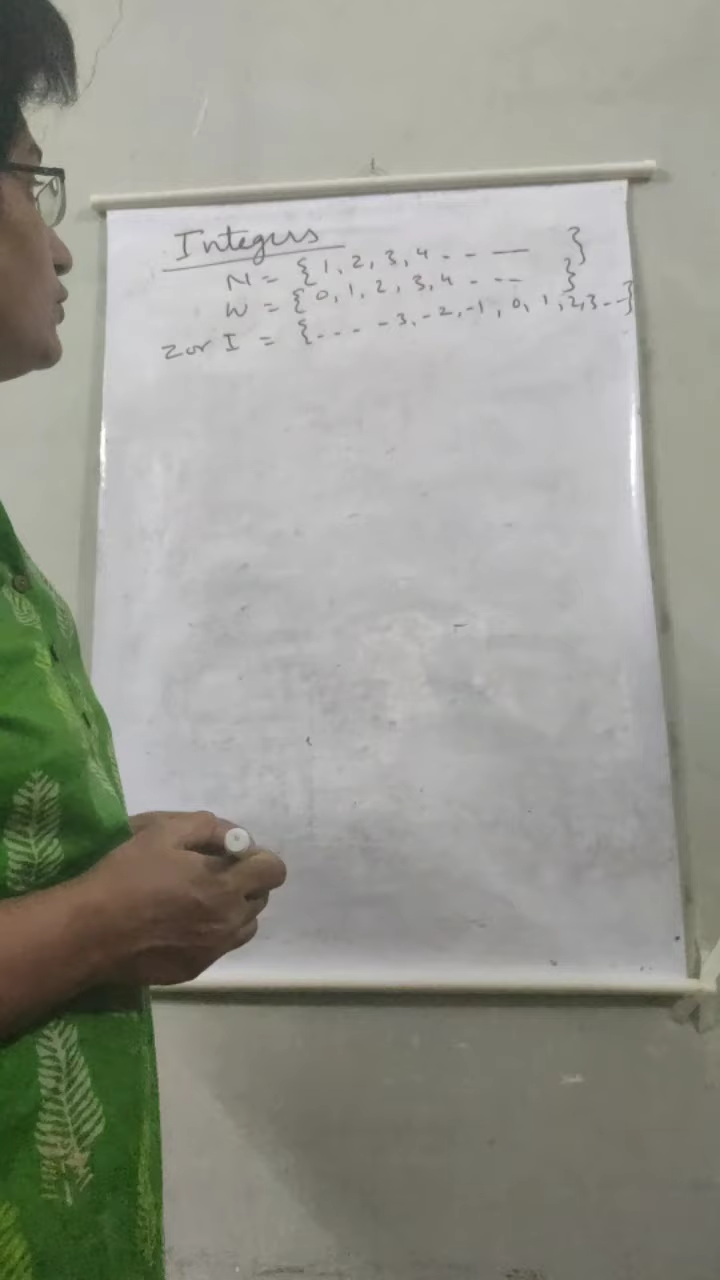 Integers
N = {1, 2, 3, 4 - - — }
W = {0, 1, 2, 3, 4 - -- }
Z or I = {- - - - -3, -2, -1, 0, 1, 2, 3 - -}